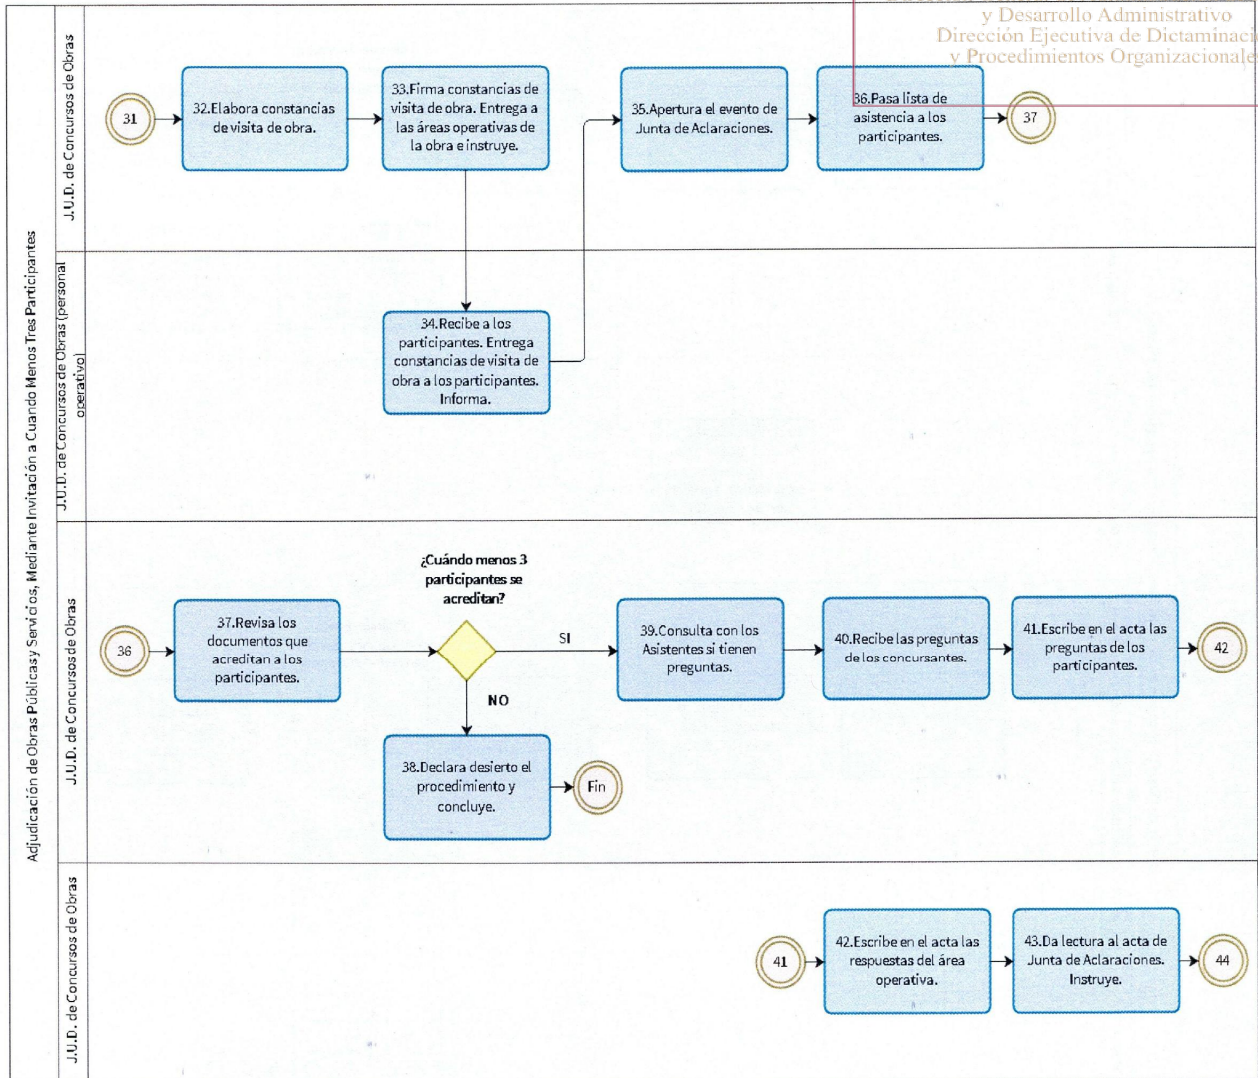 y Desarrollo Administrativo
Dirección Ejecutiva de
y Procedimientos
Adjudicación de Obras Públicas y Servicios, Mediante Invitación a Cuando Menos Tres Participantes
J.U.D. de Concursos de Obras
31
32.Elabora constancias
de visita de obra.
33.Firma constancias de
visita de obra. Entrega a
las áreas operativas de
la obra e instruye.
35.Apertura el evento de
Junta de Aclaraciones.
36.Pasa lista de
asistencia a los
participantes.
37
J.U.D. de Concursos de Obras (personal
operativo)
34.Recibe a los
participantes. Entrega
constancias de visita de
obra a los participantes.
Informa.
J.U.D. de Concursos de Obras
36
37.Revisa los
documentos que
acreditan a los
participantes.
¿Cuándo menos 3
participantes se
acreditan?
SI
NO
38.Declara desierto el
procedimiento y
concluye.
Fin
39.Consulta con los
Asistentes si tienen
preguntas.
40.Recibe las preguntas
de los concursantes.
41.Escribe en el acta las
preguntas de los
participantes.
42
J.U.D. de Concursos de Obras
41
42.Escribe en el acta las
respuestas del área
operativa.
43.Da lectura al acta de
Junta de Aclaraciones.
Instruye.
44